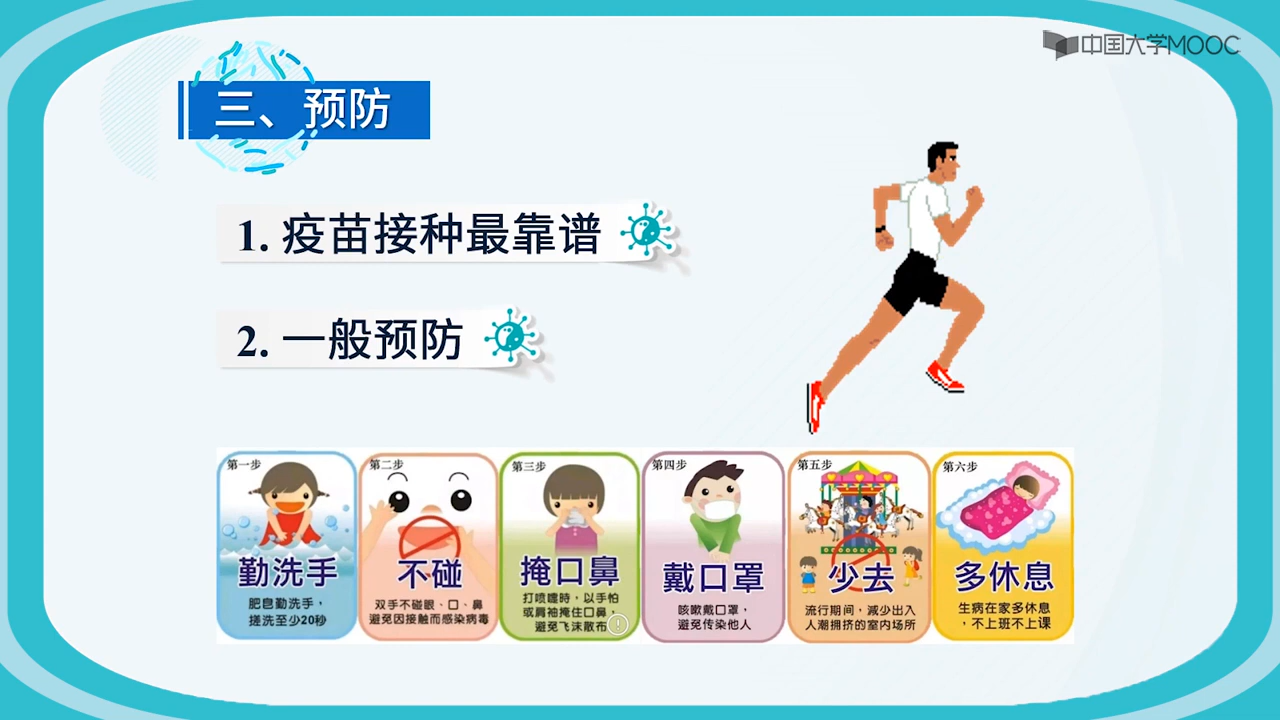 中国大学MOOC
三、预防
1. 疫苗接种最靠谱
2. 一般预防
第一步
勤洗手
肥皂勤洗手，
搓洗至少20秒
第二步
不碰
双手不碰眼、口、鼻
避免因接触而感染病毒
第三步
掩口鼻
打喷嚏時，以手帕
或肩袖掩住口鼻，
避免飞沫散布
第四步
戴口罩
咳嗽戴口罩，
避免传染他人
第五步
少去
流行期间，减少出入
人潮拥挤的室内场所
第六步
多休息
生病在家多休息
，不上班不上课